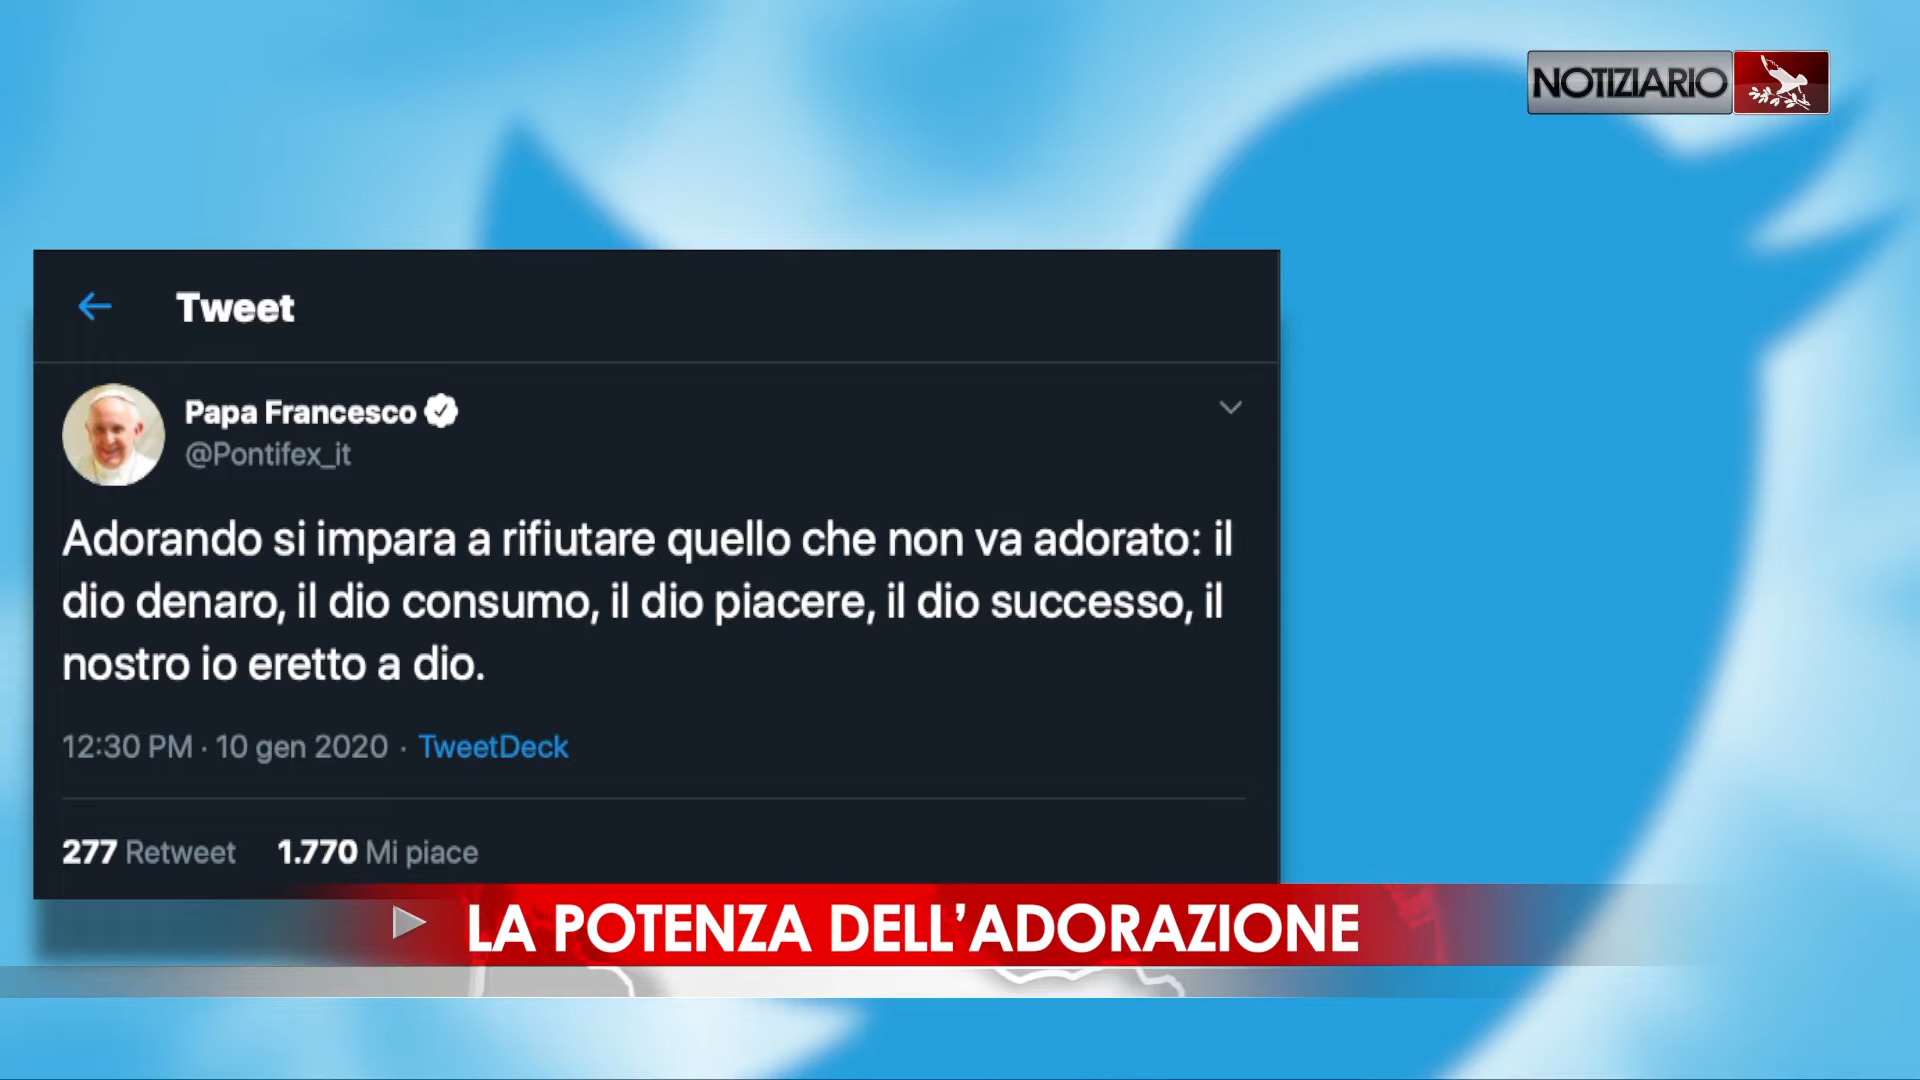 NOTIZIARIO
Tweet
Papa Francesco
@Pontifex_it
Adorando si impara a rifiutare quello che non va adorato: il
dio denaro, il dio consumo, il dio piacere, il dio successo, il
nostro io eretto a dio.
12:30 PM · 10 gen 2020 · TweetDeck
277 Retweet 1.770 Mi piace
LA POTENZA DELL’ADORAZIONE